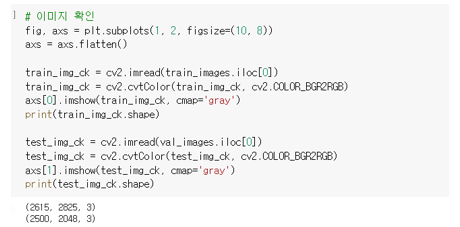 ] # 이미지 확인
fig, axs = plt.subplots(1, 2, figsize=(10, 8))
axs = axs.flatten()
train_img_ck = cv2.imread(train_images.iloc[0])
train_img_ck = cv2.cvtColor(train_img_ck, cv2.COLOR_BGR2RGB)
axs[0].imshow(train_img_ck, cmap='gray')
print(train_img_ck.shape)
test_img_ck = cv2.imread(val_images.iloc[0])
test_img_ck = cv2.cvtColor(test_img_ck, cv2.COLOR_BGR2RGB)
axs[1].imshow(test_img_ck, cmap='gray')
print(test_img_ck.shape)
(2615, 2825, 3)
(2500, 2048, 3)